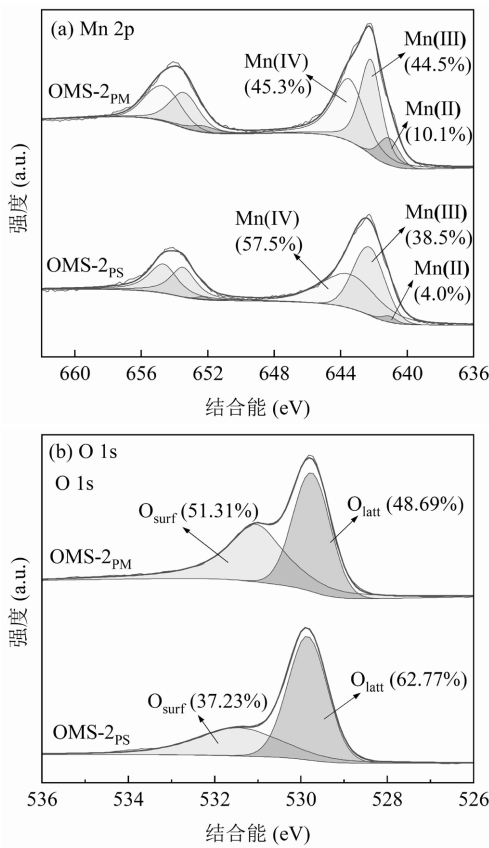 (a) Mn 2p
Mn(III)
(44.5%)
Mn(IV)
(45.3%)
OMS-2PM
Mn(II)
(10.1%)
Mn(III)
(38.5%)
Mn(IV)
(57.5%)
OMS-2PS
Mn(II)
(4.0%)
强度 (a.u.)
660 656 652 648 644 640 636
结合能 (eV)
(b) O 1s
O 1s
Osurf (51.31%)
Olatt (48.69%)
OMS-2PM
Osurf (37.23%)
Olatt (62.77%)
OMS-2PS
强度 (a.u.)
536 534 532 530 528 526
结合能 (eV)